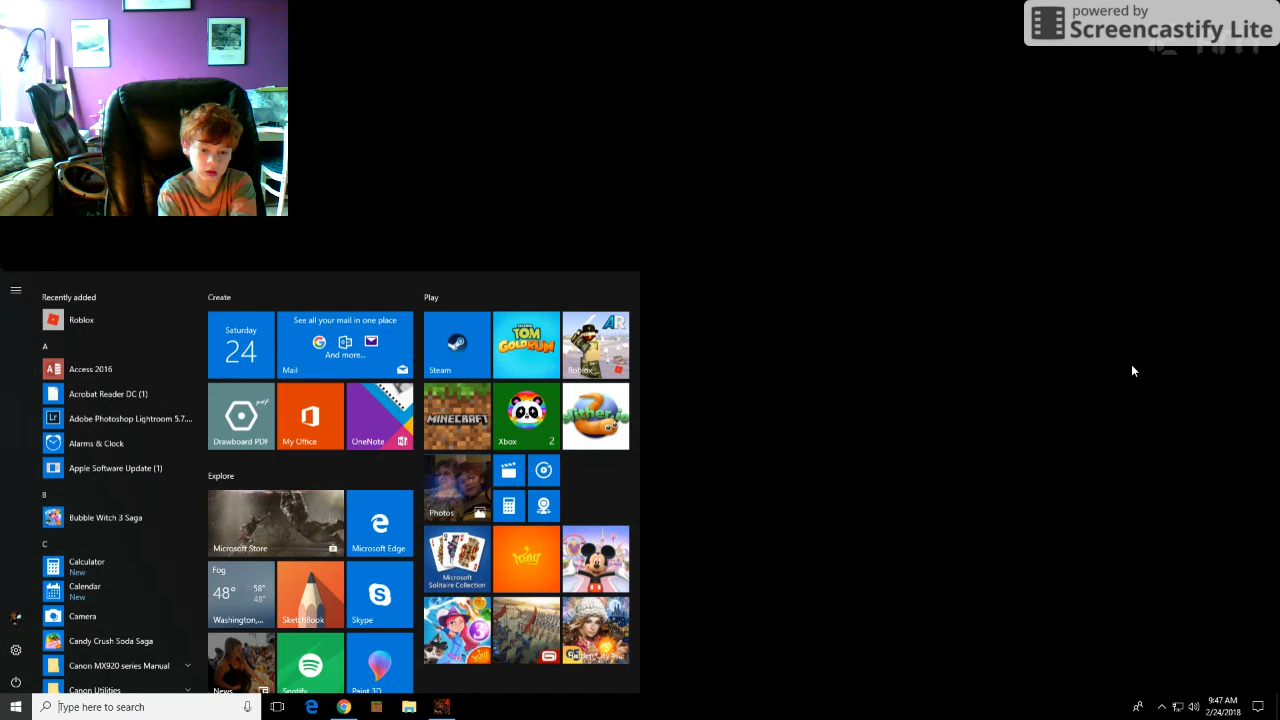 powered by
Screencastify Lite
Recently added
Roblox
A
Access 2016
Acrobat Reader DC (1)
Adobe Photoshop Lightroom 5.7....
Alarms & Clock
Apple Software Update (1)
B
Bubble Witch 3 Saga
C
Calculator
New
Calendar
New
Camera
Candy Crush Soda Saga
Canon MX920 series Manual
Canon Utilities
Create
Saturday
24
See all your mail in one place
And more...
Mail
Drawboard PDF
My Office
OneNote
Explore
Microsoft Store
Microsoft Edge
Fog
48° 58°
48°
Washington,...
SketchBook
Skype
News
Spotify
Paint 3D
Play
Steam
TALKING
TOM
GOLD RUN
AR
Roblox
MINECRAFT
Xbox 2
slither.io
Photos
Microsoft
Solitaire Collection
King
Type here to search
9:47 AM
2/24/2018